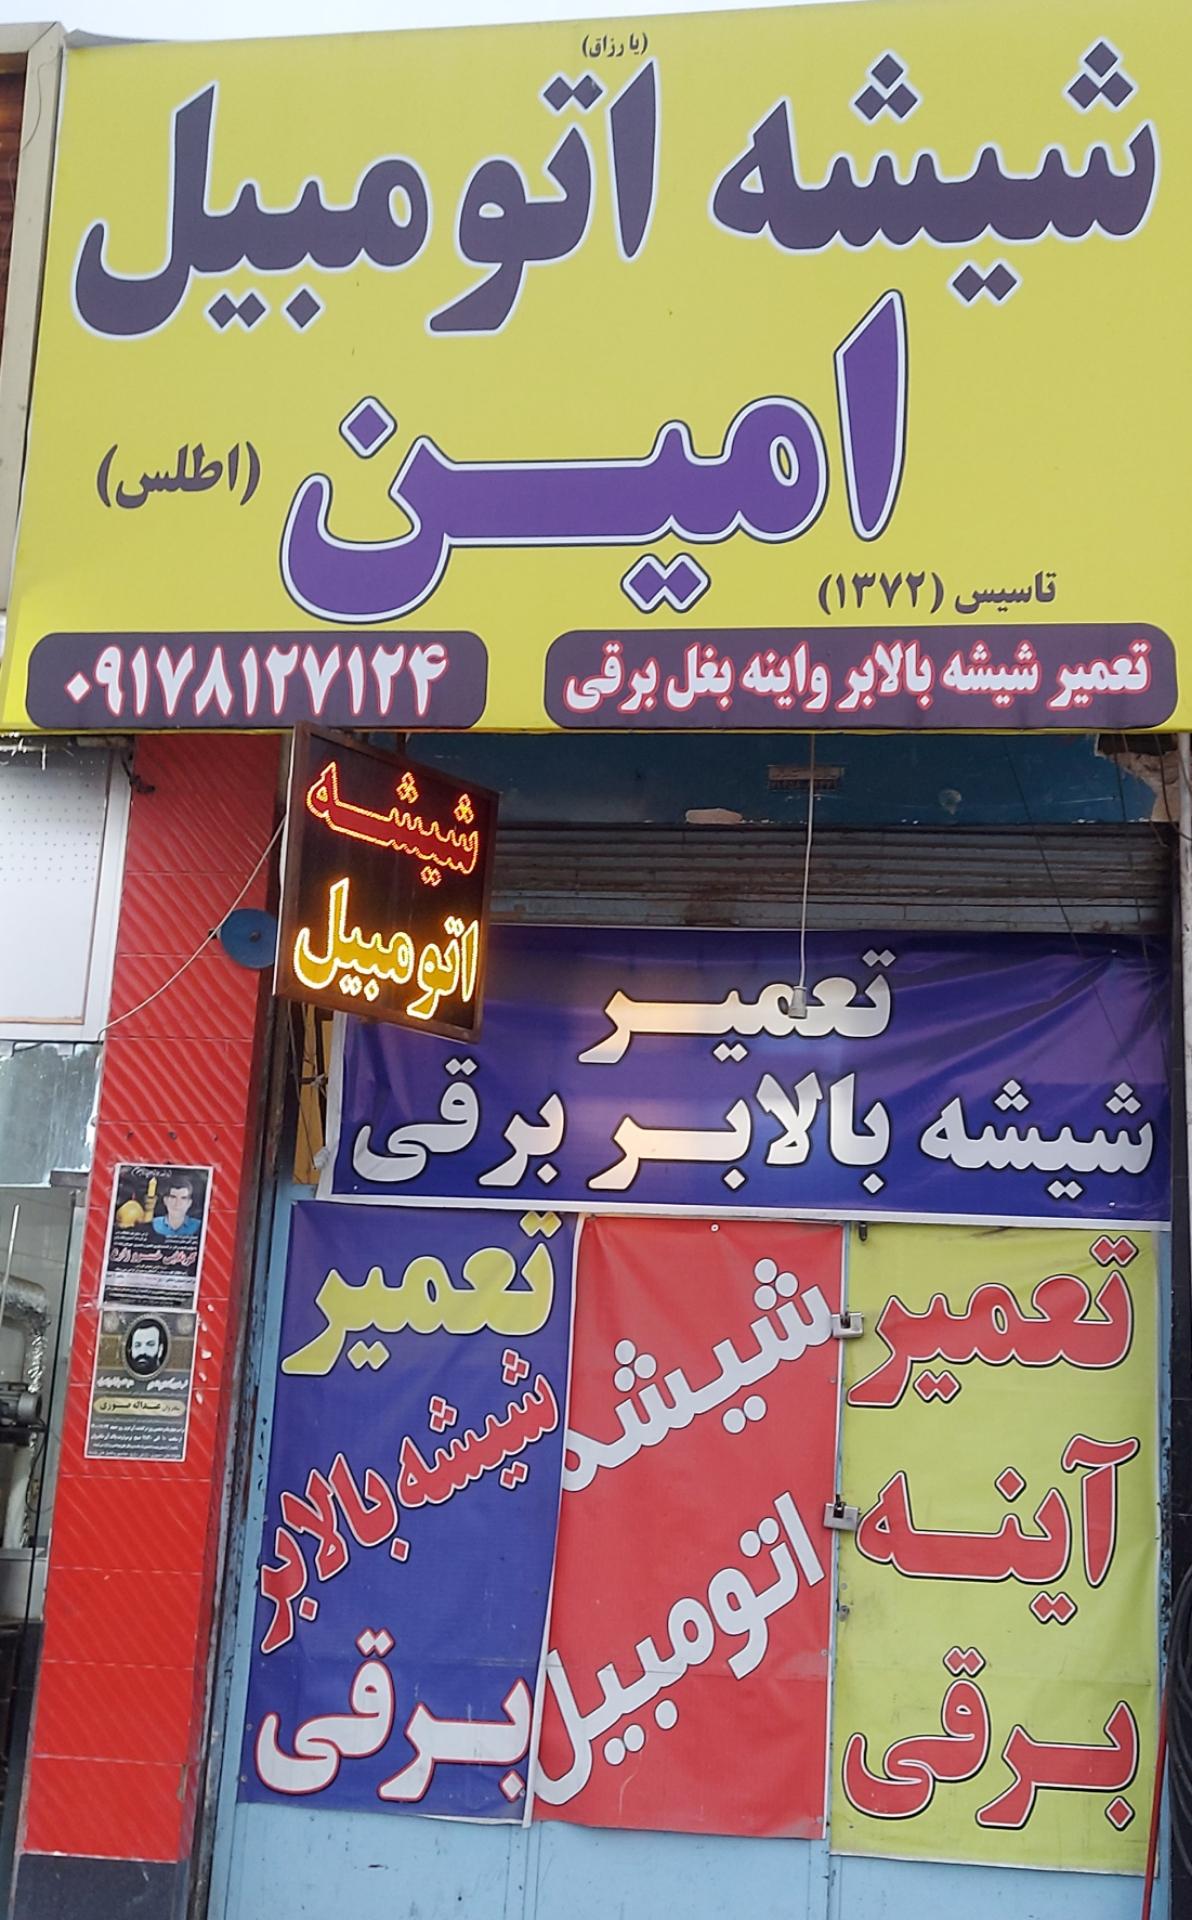 (یا رزاق)
شیشه اتومبیل
امین
(اطلس)
تاسیس (۱۳۷۲)
تعمیر شیشه بالابر واینه بغل برقی
۰۹۱۷۸۱۲۷۱۲۴
شیشه
اتومبیل
تعمیر
شیشه بالابر برقی
تعمیر
آینه
برقی
شیشه
اتومبیل
تعمیر
شیشه بالابر
برقی